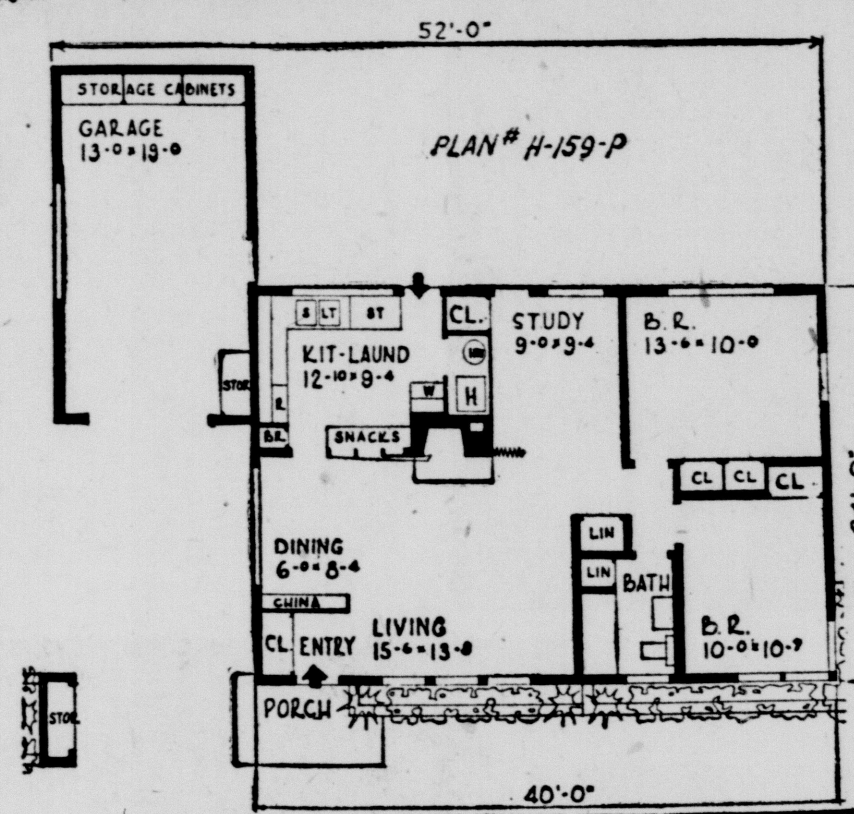 52'-0"
STORAGE CABINETS
GARAGE
13-0 x 19-0
PLAN # H-159-P
S LT ST
CL.
STUDY
9-0 x 9-4
B.R.
13-6 x 10-0
KIT-LAUND
12-10 x 9-4
STOR
W
H
R
BR
SNACKS
CL CL CL.
LIN
DINING
6-0 x 8-4
LIN
BATH
CHINA
CL
ENTRY
LIVING
15-6 x 13-8
B.R.
10-0 x 10-9
STOR
PORCH
40'-0"